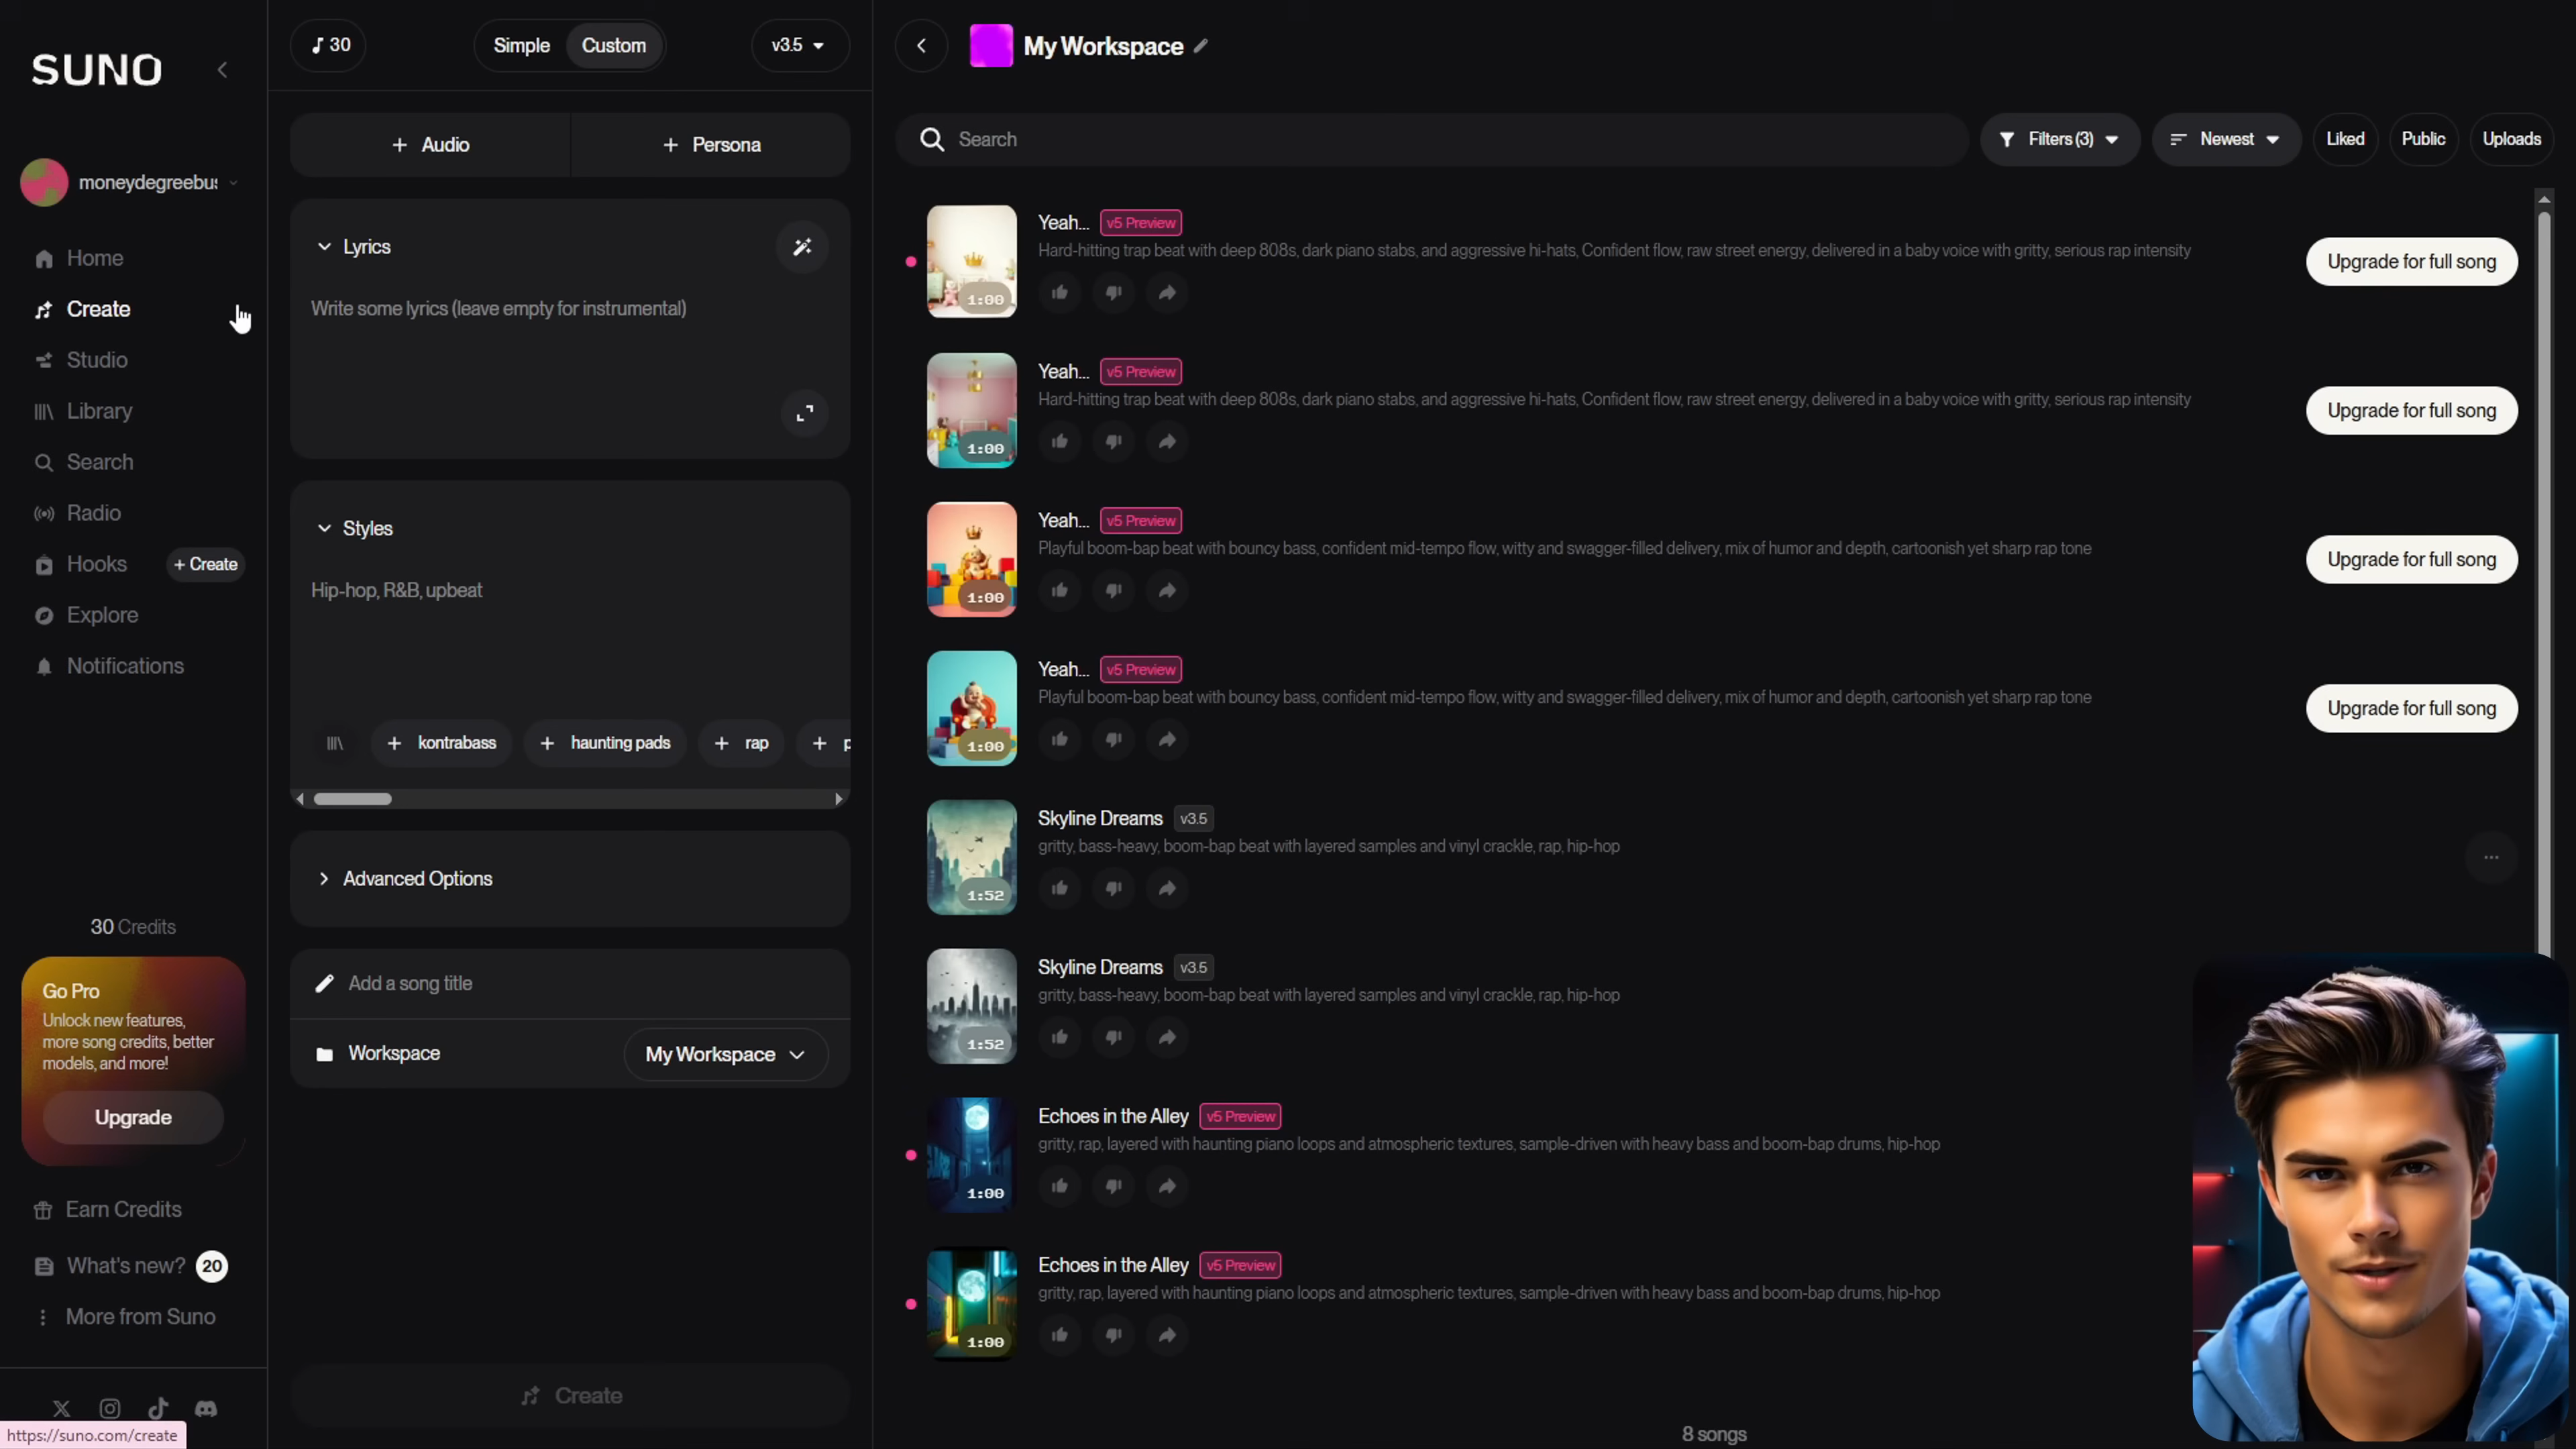 SUNO
moneydegreebus
Home
Create
Studio
Library
Search
Radio
Hooks
+ Create
Explore
Notifications
30 Credits
Go Pro
Unlock new features,
more song credits, better
models, and more!
Upgrade
Earn Credits
What's new?
20
More from Suno
https://suno.com/create
30
Simple
Custom
v3.5
+ Audio
+ Persona
Lyrics
Write some lyrics (leave empty for instrumental)
Styles
Hip-hop, R&B, upbeat
+ kontrabass
+ haunting pads
+ rap
+ p
Advanced Options
Add a song title
Workspace
My Workspace
Create
My Workspace
Search
Filters (3)
Newest
Liked
Public
Uploads
Yeah... v5 Preview
Hard-hitting trap beat with deep 808s, dark piano stabs, and aggressive hi-hats, Confident flow, raw street energy, delivered in a baby voice with gritty, serious rap intensity
1:00
Upgrade for full song
Yeah... v5 Preview
Hard-hitting trap beat with deep 808s, dark piano stabs, and aggressive hi-hats, Confident flow, raw street energy, delivered in a baby voice with gritty, serious rap intensity
1:00
Upgrade for full song
Yeah... v5 Preview
Playful boom-bap beat with bouncy bass, confident mid-tempo flow, witty and swagger-filled delivery, mix of humor and depth, cartoonish yet sharp rap tone
1:00
Upgrade for full song
Yeah... v5 Preview
Playful boom-bap beat with bouncy bass, confident mid-tempo flow, witty and swagger-filled delivery, mix of humor and depth, cartoonish yet sharp rap tone
1:00
Upgrade for full song
Skyline Dreams v3.5
gritty, bass-heavy, boom-bap beat with layered samples and vinyl crackle, rap, hip-hop
1:52
Skyline Dreams v3.5
gritty, bass-heavy, boom-bap beat with layered samples and vinyl crackle, rap, hip-hop
1:52
Echoes in the Alley v5 Preview
gritty, rap, layered with haunting piano loops and atmospheric textures, sample-driven with heavy bass and boom-bap drums, hip-hop
1:00
Echoes in the Alley v5 Preview
gritty, rap, layered with haunting piano loops and atmospheric textures, sample-driven with heavy bass and boom-bap drums, hip-hop
1:00
8 songs